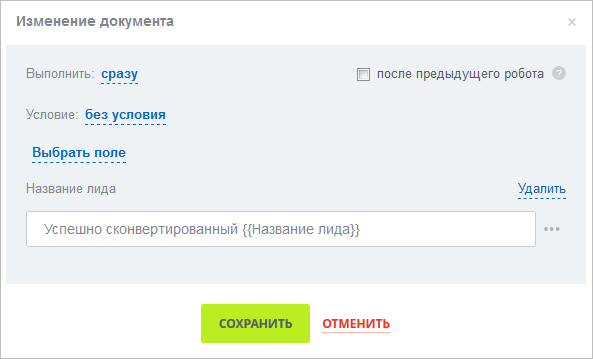 Изменение документа ×
Выполнить: сразу после предыдущего робота ?
Условие: без условия
Выбрать поле
Название лида Удалить
Успешно сконвертированный {{Название лида}} •••
СОХРАНИТЬ ОТМЕНИТЬ